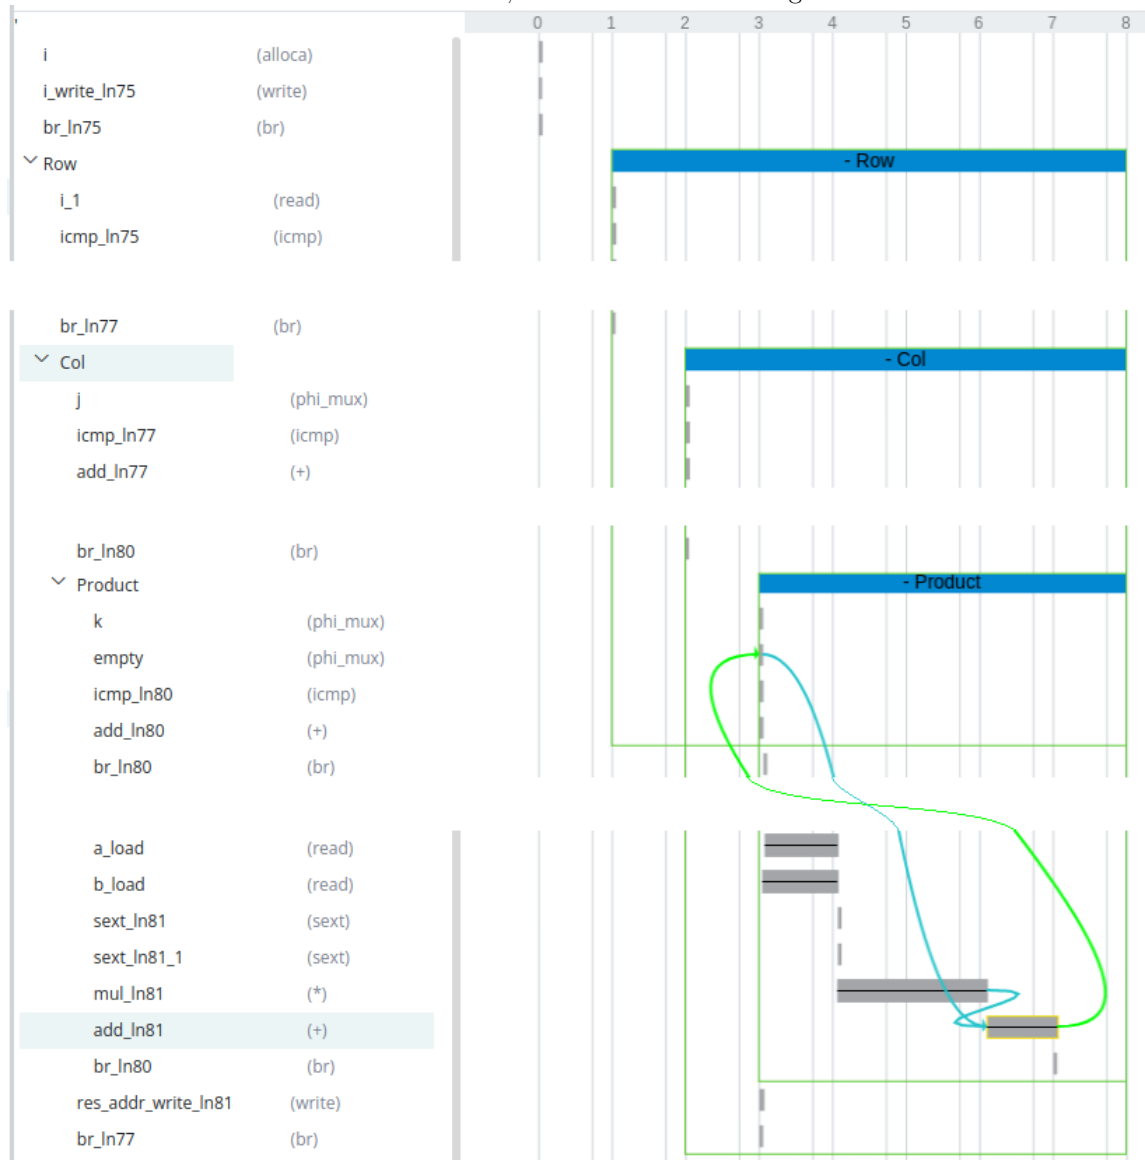 0 1 2 3 4 5 6 7 8
i (alloca)
i_write_ln75 (write)
br_ln75 (br)
Row - Row
i_1 (read)
icmp_ln75 (icmp)
br_ln77 (br)
Col - Col
j (phi_mux)
icmp_ln77 (icmp)
add_ln77 (+)
br_ln80 (br)
Product - Product
k (phi_mux)
empty (phi_mux)
icmp_ln80 (icmp)
add_ln80 (+)
br_ln80 (br)
a_load (read)
b_load (read)
sext_ln81 (sext)
sext_ln81_1 (sext)
mul_ln81 (*)
add_ln81 (+)
br_ln80 (br)
res_addr_write_ln81 (write)
br_ln77 (br)